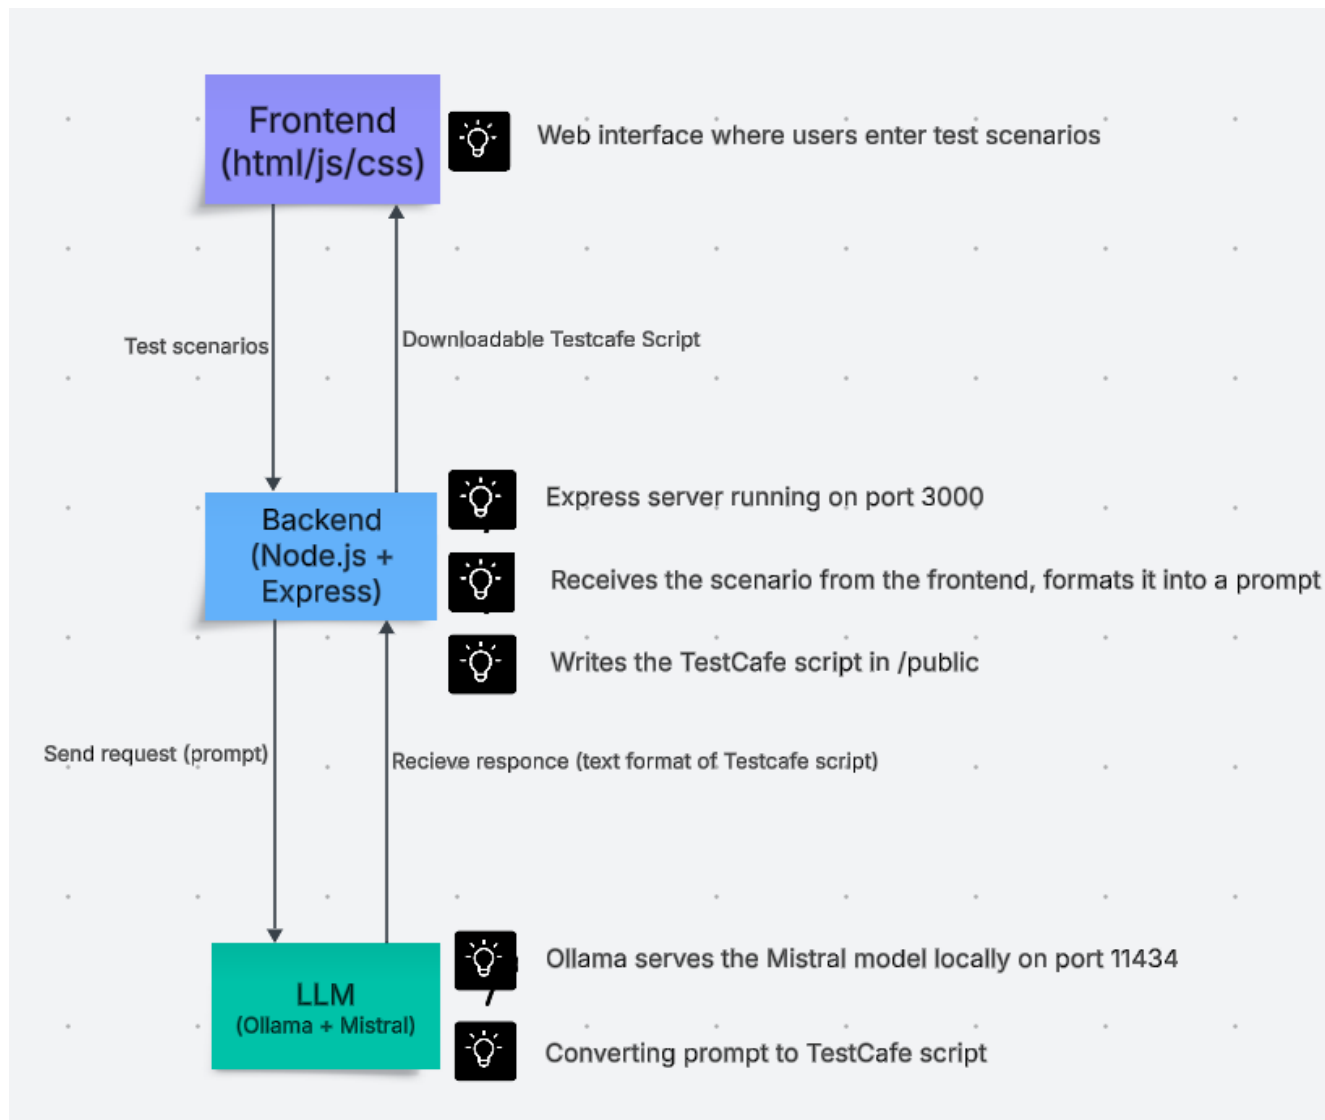 Frontend
(html/js/css)
Web interface where users enter test scenarios
Test scenarios
Downloadable Testcafe Script
Backend
(Node.js +
Express)
Express server running on port 3000
Receives the scenario from the frontend, formats it into a prompt
Writes the TestCafe script in /public
Send request (prompt)
Recieve responce (text format of Testcafe script)
LLM
(Ollama + Mistral)
Ollama serves the Mistral model locally on port 11434
Converting prompt to TestCafe script